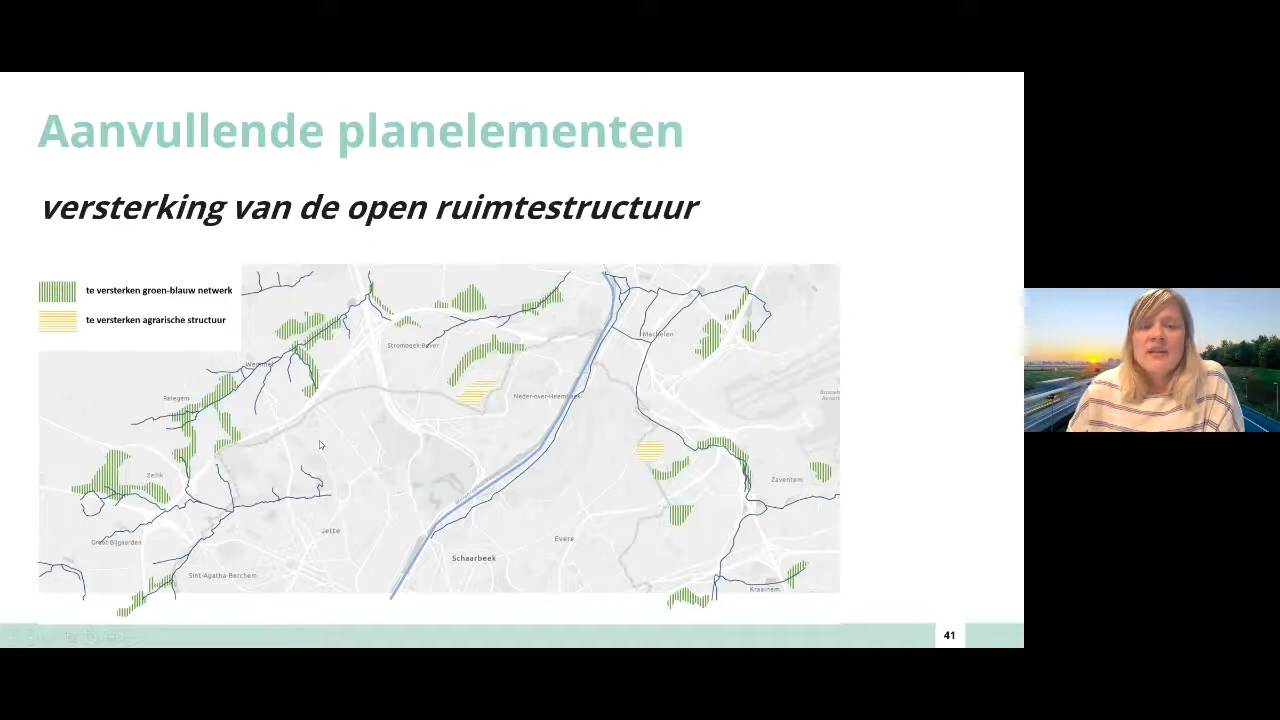 Aanvullende planelementen
versterking van de open ruimtestructuur
te versterken groen-blauw netwerk
te versterken agrarische structuur
Machelen
Strombeek-Bever
Wemmel
Relegem
Neder-over-Heembeek
Zellik
Zaventem
Groot-Bijgaarden
Jette
Evere
Schaarbeek
Sint-Agatha-Berchem
Kraainem
41